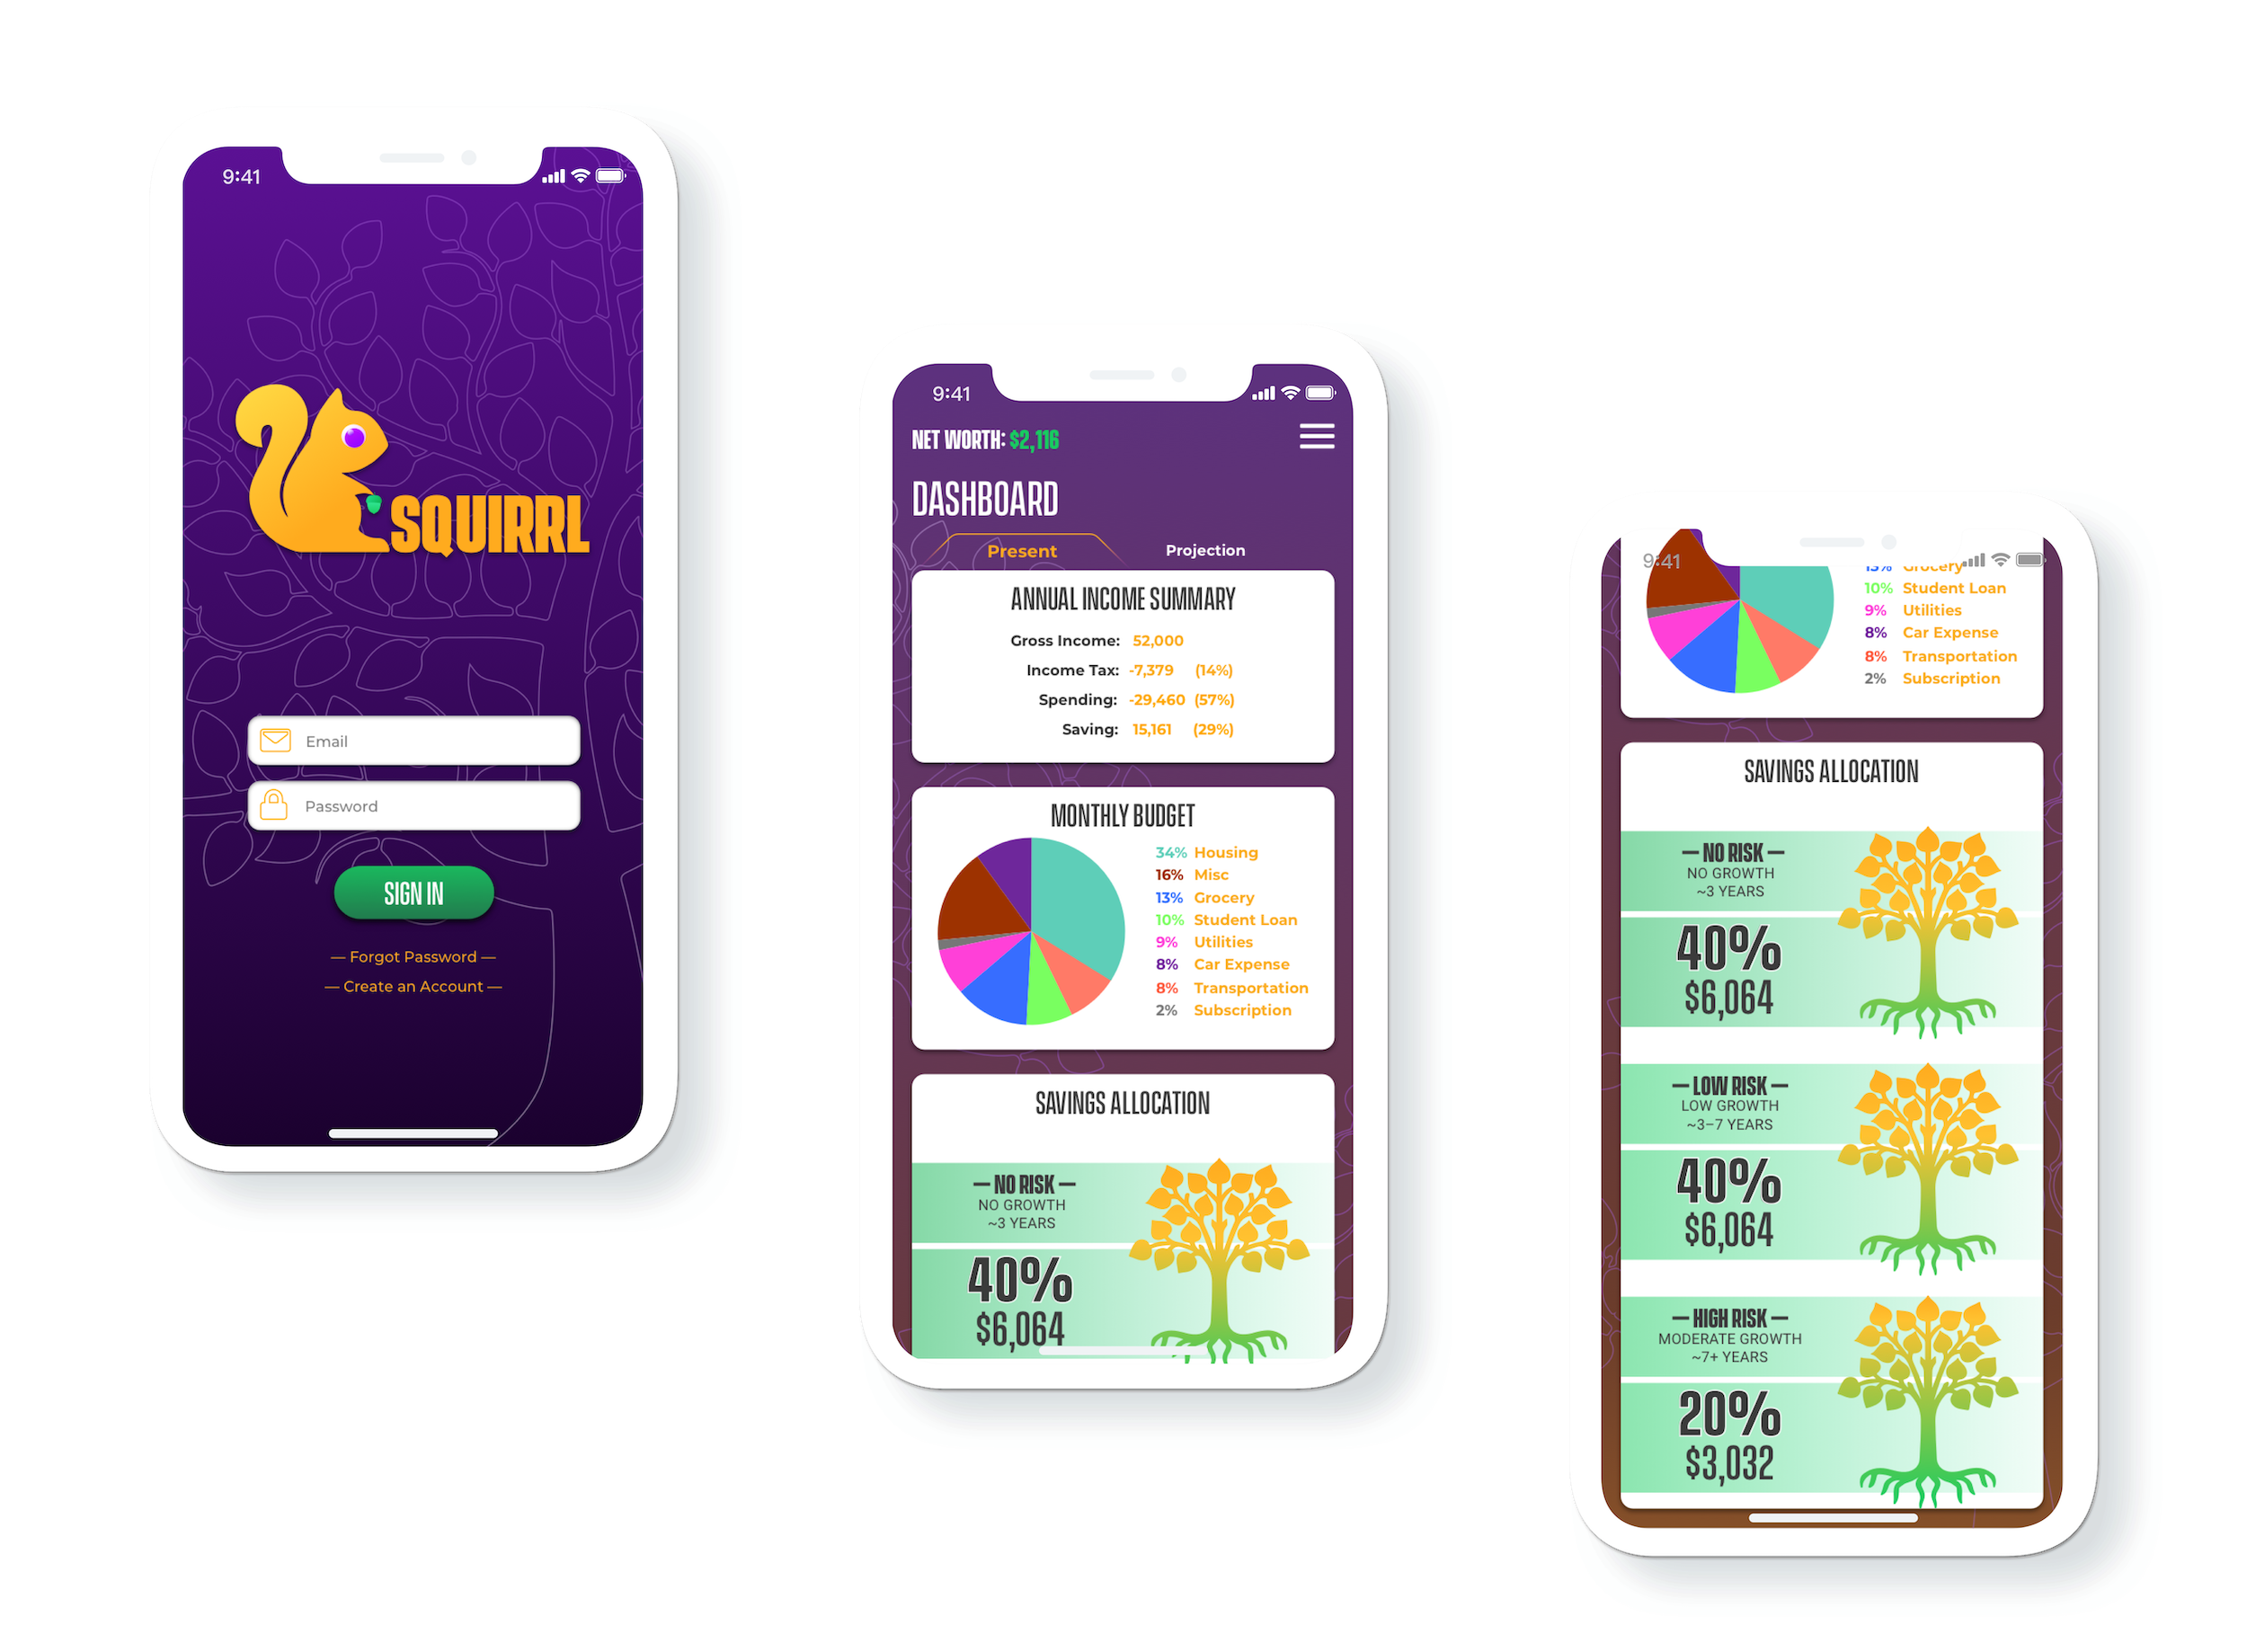 9:41
SQUIRRL
Email
Password
SIGN IN
— Forgot Password —
— Create an Account —
9:41
NET WORTH: $2,116
DASHBOARD
Present Projection
ANNUAL INCOME SUMMARY
Gross Income: 52,000
Income Tax: -7,379 (14%)
Spending: -29,460 (57%)
Saving: 15,161 (29%)
MONTHLY BUDGET
34% Housing
16% Misc
13% Grocery
10% Student Loan
9% Utilities
8% Car Expense
8% Transportation
2% Subscription
SAVINGS ALLOCATION
— NO RISK —
NO GROWTH
~3 YEARS
40%
$6,064
9:41
13% Grocery
10% Student Loan
9% Utilities
8% Car Expense
8% Transportation
2% Subscription
SAVINGS ALLOCATION
— NO RISK —
NO GROWTH
~3 YEARS
40%
$6,064
— LOW RISK —
LOW GROWTH
~3–7 YEARS
40%
$6,064
— HIGH RISK —
MODERATE GROWTH
~7+ YEARS
20%
$3,032